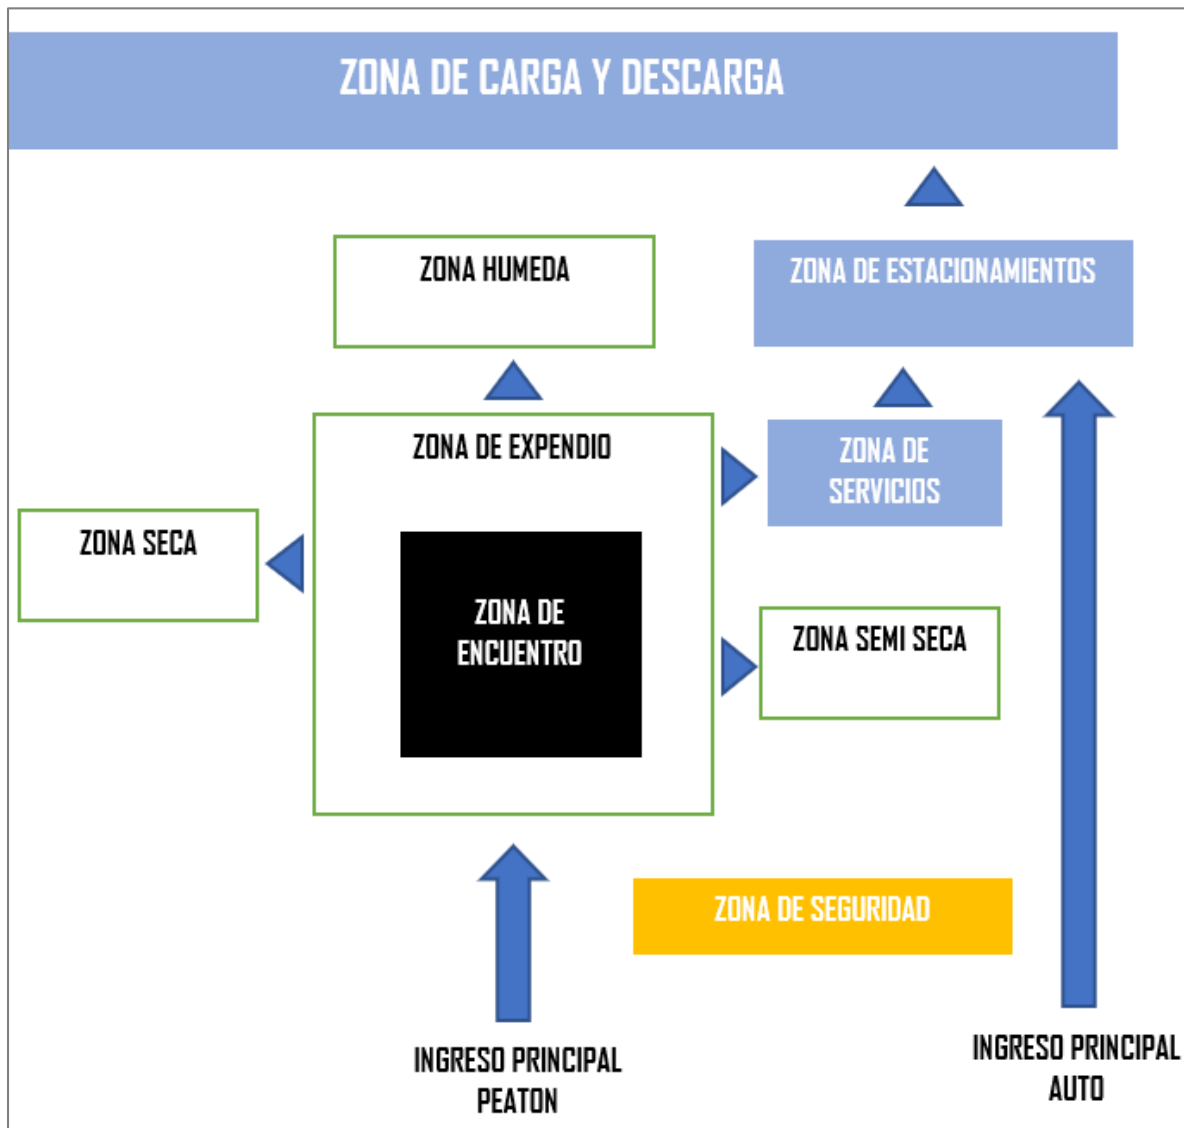 ZONA DE CARGA Y DESCARGA
ZONA HUMEDA
ZONA DE ESTACIONAMIENTOS
ZONA DE EXPENDIO
ZONA DE
SERVICIOS
ZONA SECA
ZONA DE
ENCUENTRO
ZONA SEMI SECA
ZONA DE SEGURIDAD
INGRESO PRINCIPAL
PEATON
INGRESO PRINCIPAL
AUTO